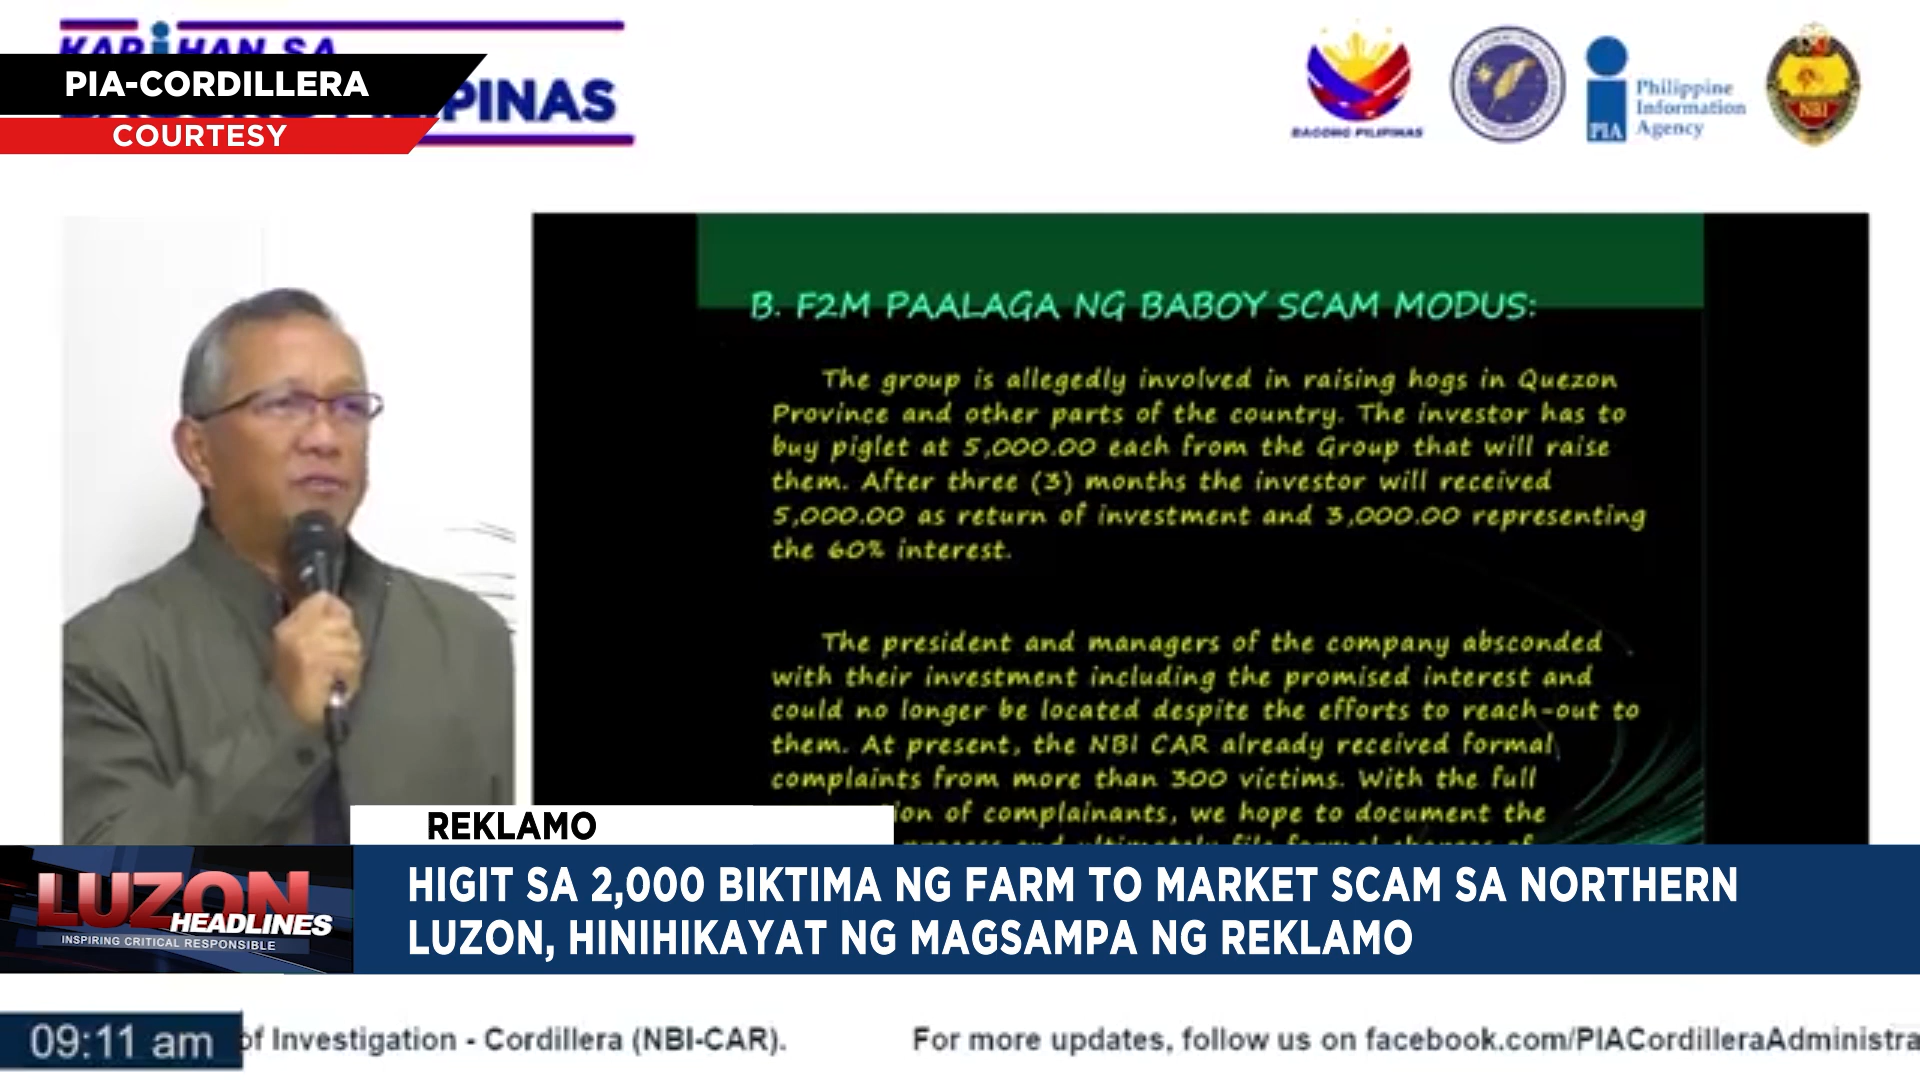 KAPIHAN SA
PIA-CORDILLERA
PINAS
COURTESY
BAGONG PILIPINAS
PIA
Philippine
Information
Agency
NBI
B. F2M PAALAGA NG BABOY SCAM MODUS:
The group is allegedly involved in raising hogs in Quezon
Province and other parts of the country. The investor has to
buy piglet at 5,000.00 each from the Group that will raise
them. After three (3) months the investor will received
5,000.00 as return of investment and 3,000.00 representing
the 60% interest.
The president and managers of the company absconded
with their investment including the promised interest and
could no longer be located despite the efforts to reach-out to
them. At present, the NBI CAR already received formal
complaints from more than 300 victims. With the full
ion of complainants, we hope to document the
REKLAMO
LUZON
HEADLINES
INSPIRING CRITICAL RESPONSIBLE
HIGIT SA 2,000 BIKTIMA NG FARM TO MARKET SCAM SA NORTHERN
LUZON, HINIHIKAYAT NG MAGSAMPA NG REKLAMO
09:11 am
of Investigation - Cordillera (NBI-CAR). For more updates, follow us on facebook.com/PIACordilleraAdministra